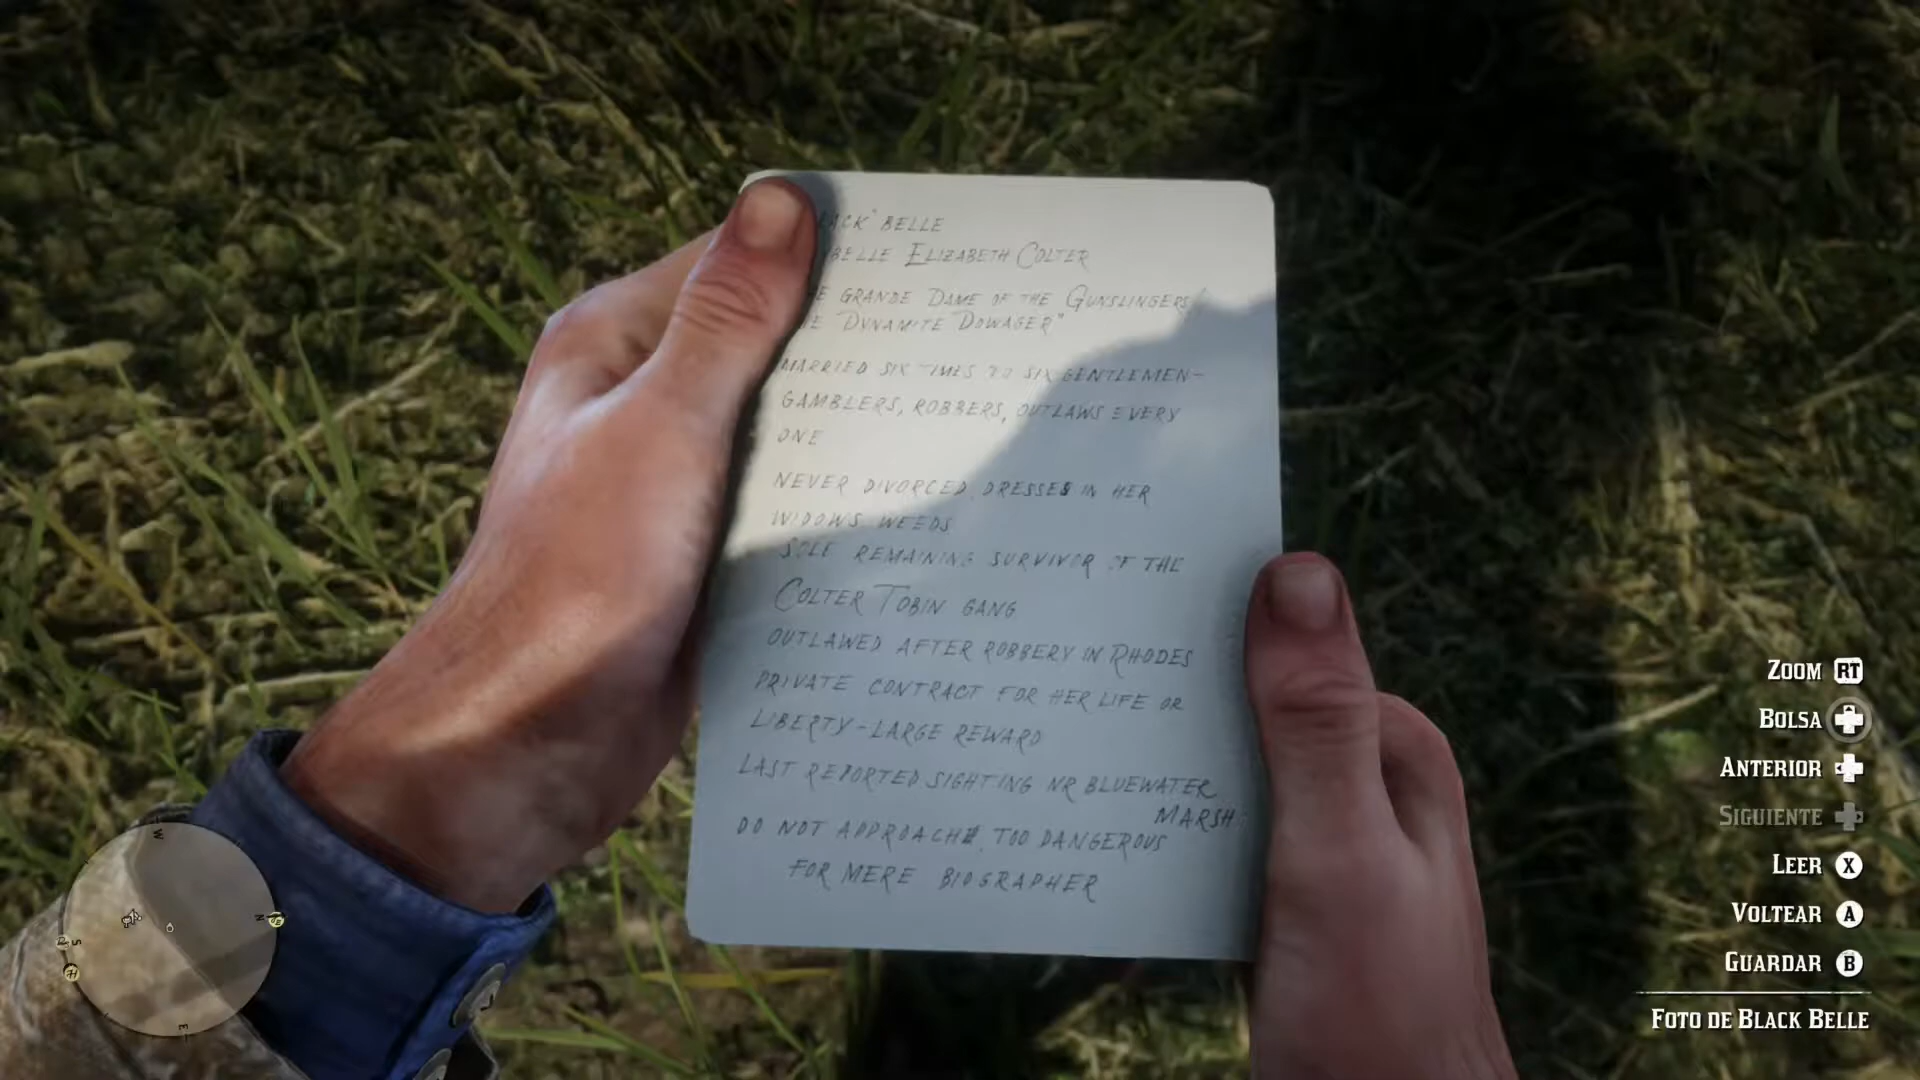 LACK" BELLE
BELLE ELIZABETH COLTER
E GRANDE DAME OF THE GUNSLINGERS/
E "DYNAMITE DOWAGER"
MARRIED SIX TIMES TO SIX GENTLEMEN-
GAMBLERS, ROBBERS, OUTLAWS EVERY
ONE
NEVER DIVORCED. DRESSES IN HER
WIDOWS WEEDS
SOLE REMAINING SURVIVOR OF THE
COLTER TOBIN GANG
OUTLAWED AFTER ROBBERY IN RHODES
PRIVATE CONTRACT FOR HER LIFE OR
LIBERTY-LARGE REWARD
LAST REPORTED SIGHTING NR BLUEWATER
MARSH
DO NOT APPROACH. TOO DANGEROUS
FOR MERE BIOGRAPHER
ZOOM RT
BOLSA
ANTERIOR
SIGUIENTE
LEER X
VOLTEAR A
GUARDAR B
FOTO DE BLACK BELLE
W
N
S
E